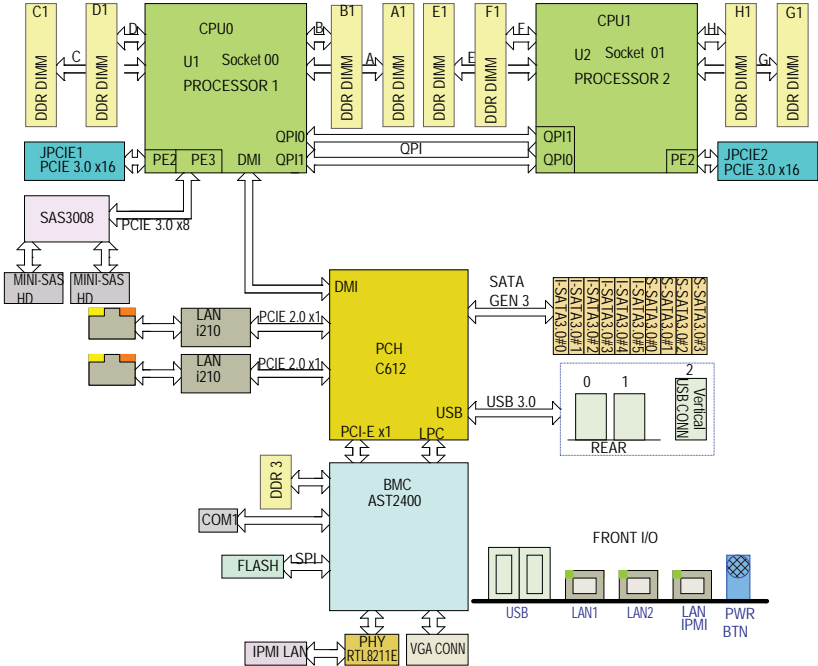 C1
D1
CPU0
B1
A1
E1
F1
CPU1
H1
G1
D
B
F
H
U1 Socket 00
U2 Socket 01
C
A
E
G
PROCESSOR 1
PROCESSOR 2
DDR DIMM
DDR DIMM
DDR DIMM
DDR DIMM
DDR DIMM
DDR DIMM
DDR DIMM
DDR DIMM
QPI0
QPI1
QPI
QPI1
QPI0
JPCIE1
PCIE 3.0 x16
PE2
PE3
DMI
PE2
JPCIE2
PCIE 3.0 x16
SAS3008
PCIE 3.0 x8
MINI-SAS
HD
MINI-SAS
HD
DMI
SATA
GEN 3
I-SATA3.0#0
I-SATA3.0#1
I-SATA3.0#2
I-SATA3.0#3
I-SATA3.0#4
I-SATA3.0#5
S-SATA3.0#0
S-SATA3.0#1
S-SATA3.0#2
S-SATA3.0#3
LAN
i210
PCIE 2.0 x1
PCH
C612
LAN
i210
PCIE 2.0 x1
USB
USB 3.0
0
1
2
Vertical
USB CONN
REAR
PCI-E x1
LPC
DDR 3
BMC
AST2400
COM1
FLASH
SPI
FRONT I/O
USB
LAN1
LAN2
LAN
IPMI
PWR
BTN
IPMI LAN
PHY
RTL8211E
VGA CONN